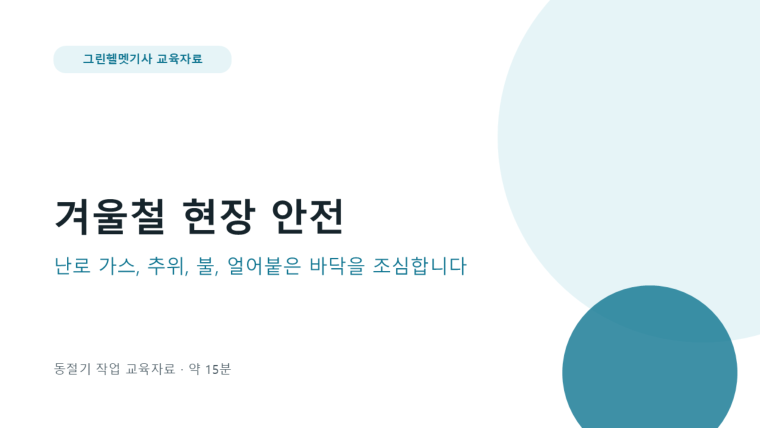 그린헬멧기사 교육자료
겨울철 현장 안전
난로 가스, 추위, 불, 얼어붙은 바닥을 조심합니다
동절기 작업 교육자료 · 약 15분